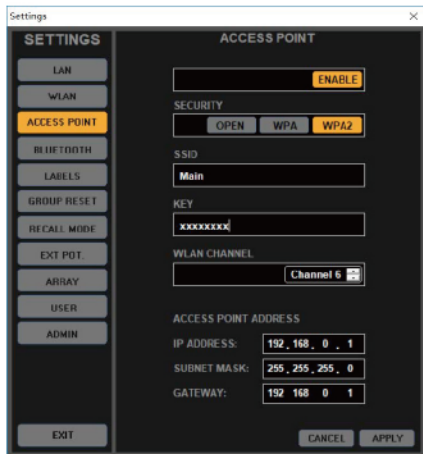 Settings
SETTINGS
LAN
WLAN
ACCESS POINT
BLUETOOTH
LABELS
GROUP RESET
RECALL MODE
EXT POT.
ARRAY
USER
ADMIN
EXIT
ACCESS POINT
ENABLE
SECURITY
OPEN WPA WPA2
SSID
Main
KEY
xxxxxxxx
WLAN CHANNEL
Channel 6
ACCESS POINT ADDRESS
IP ADDRESS: 192 . 168 . 0 . 1
SUBNET MASK: 255 . 255 . 255 . 0
GATEWAY: 192 168 0 1
CANCEL APPLY